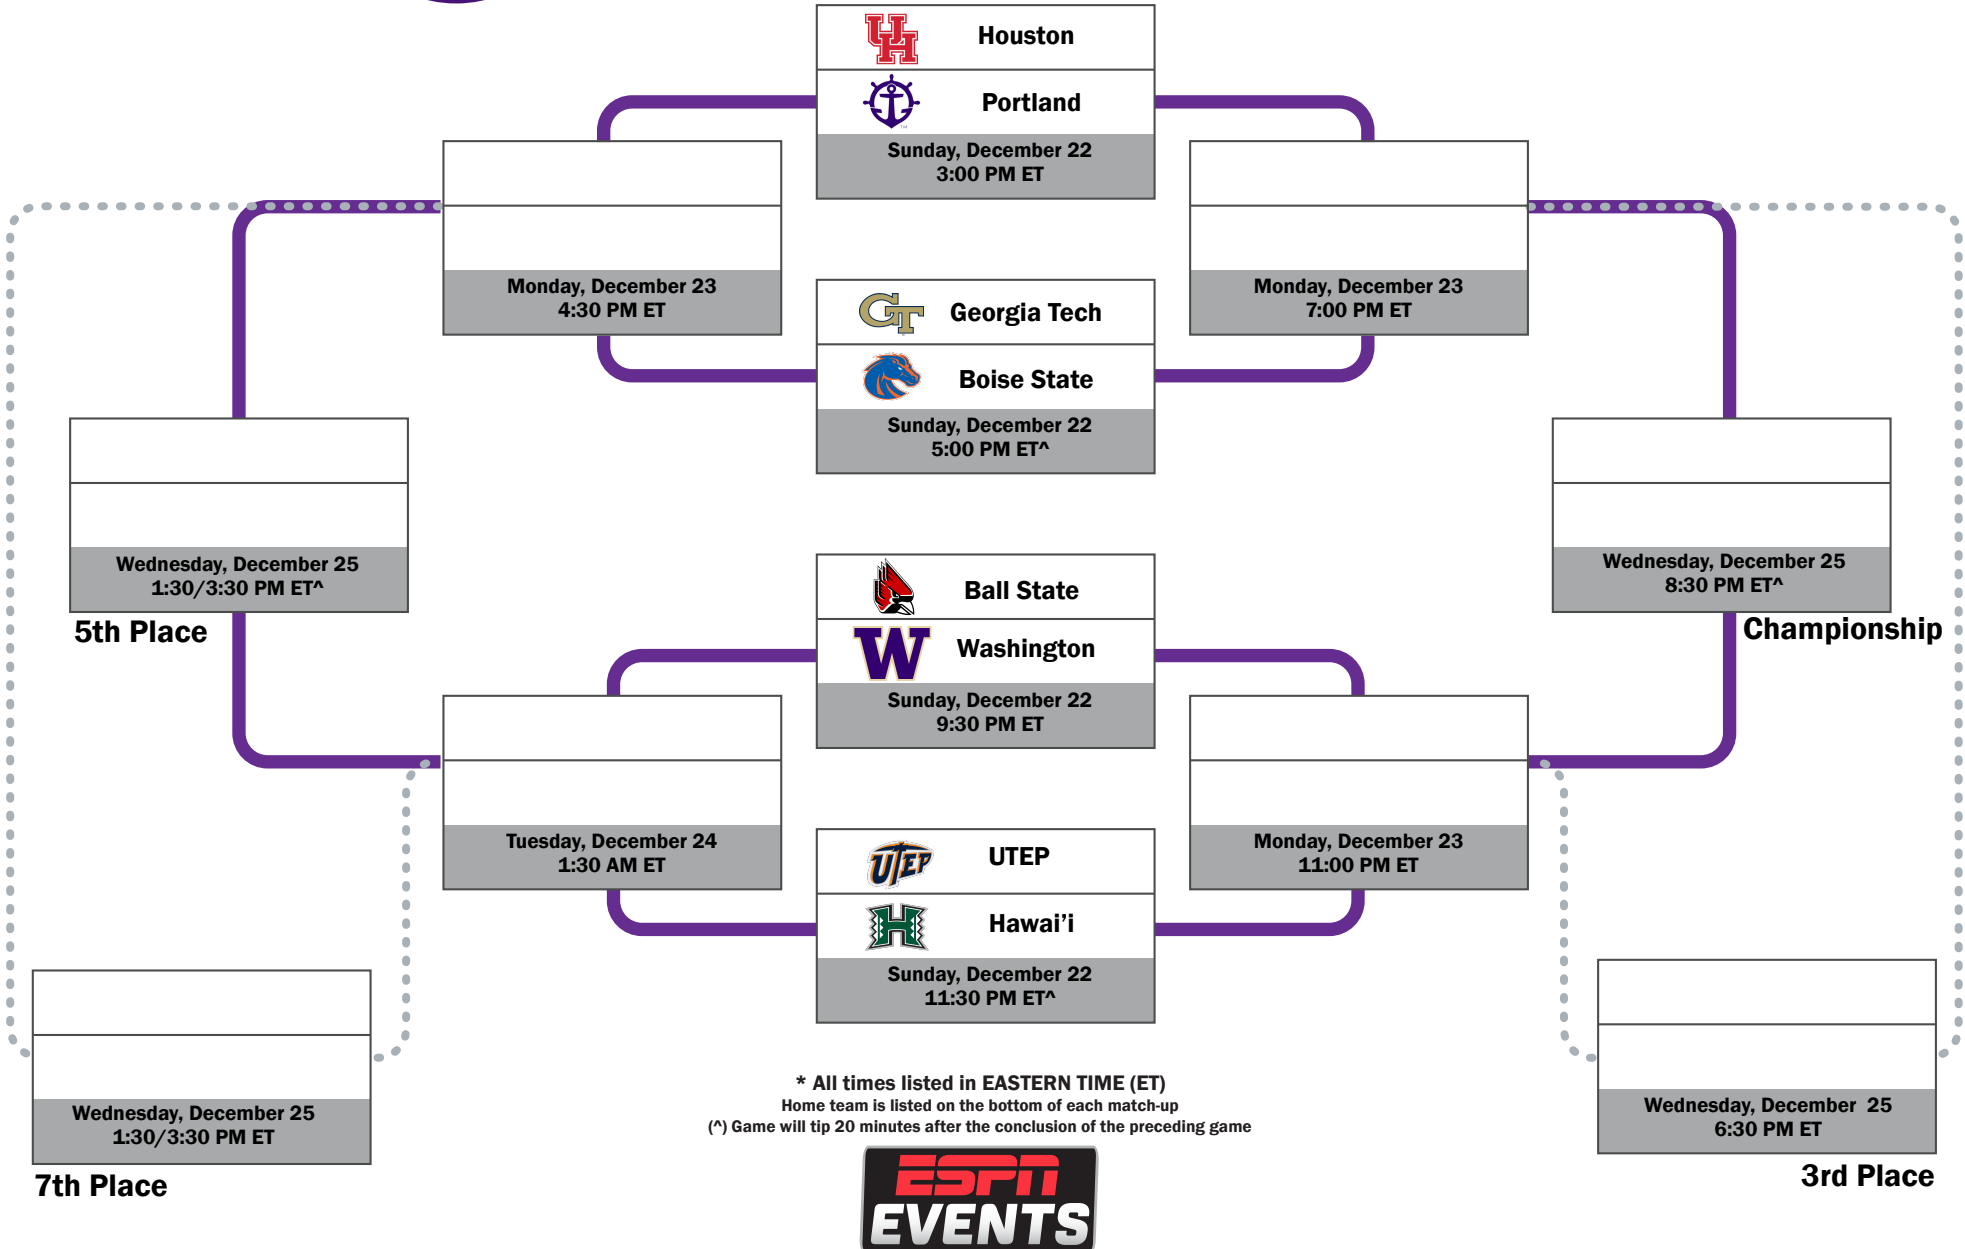 Houston
Portland
Sunday, December 22
3:00 PM ET
Monday, December 23
4:30 PM ET
Monday, December 23
7:00 PM ET
Georgia Tech
Boise State
Sunday, December 22
5:00 PM ET^
Wednesday, December 25
1:30/3:30 PM ET^
5th Place
Wednesday, December 25
8:30 PM ET^
Championship
Ball State
W
Washington
Sunday, December 22
9:30 PM ET
Tuesday, December 24
1:30 AM ET
Monday, December 23
11:00 PM ET
UTEP
UTEP
H
Hawai’i
Sunday, December 22
11:30 PM ET^
Wednesday, December 25
1:30/3:30 PM ET
7th Place
Wednesday, December 25
6:30 PM ET
3rd Place
* All times listed in EASTERN TIME (ET)
Home team is listed on the bottom of each match-up
(^) Game will tip 20 minutes after the conclusion of the preceding game
ESPN
EVENTS